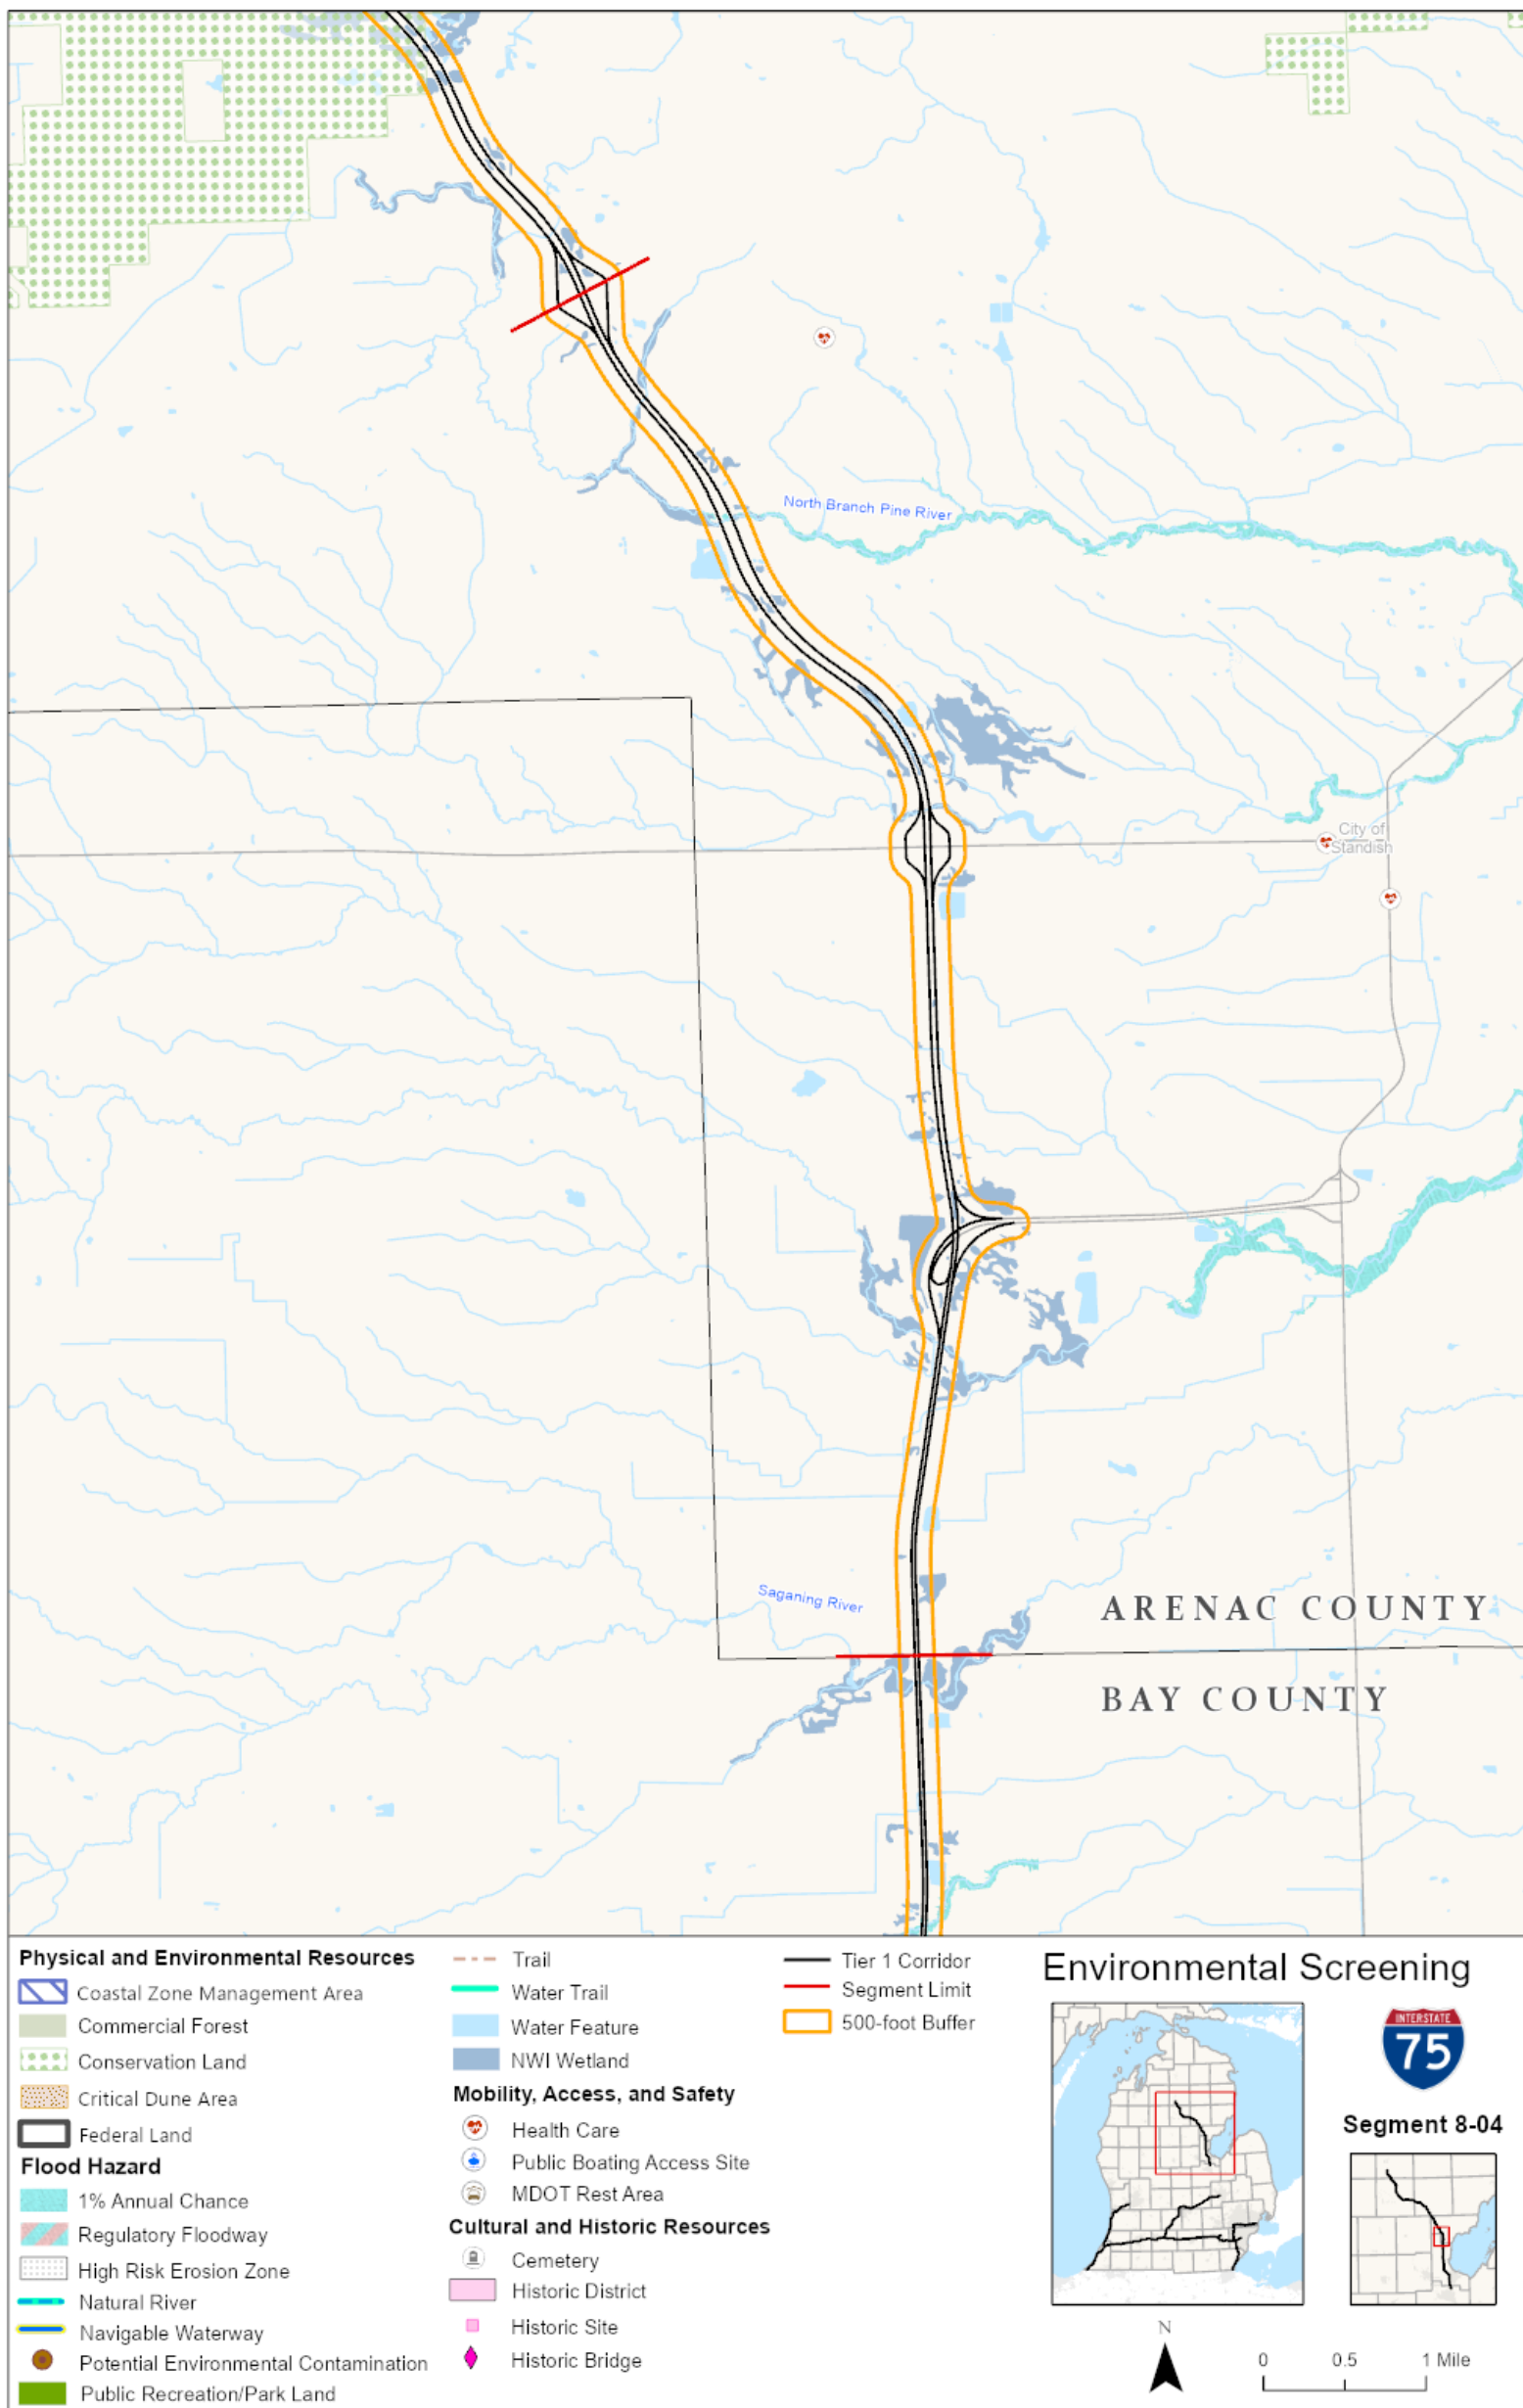 North Branch Pine River
City of
Standish
Saganing River
ARENAC COUNTY
BAY COUNTY
Physical and Environmental Resources
Coastal Zone Management Area
Commercial Forest
Conservation Land
Critical Dune Area
Federal Land
Flood Hazard
1% Annual Chance
Regulatory Floodway
High Risk Erosion Zone
Natural River
Navigable Waterway
Potential Environmental Contamination
Public Recreation/Park Land
Trail
Water Trail
Water Feature
NWI Wetland
Mobility, Access, and Safety
Health Care
Public Boating Access Site
MDOT Rest Area
Cultural and Historic Resources
Cemetery
Historic District
Historic Site
Historic Bridge
Tier 1 Corridor
Segment Limit
500-foot Buffer
Environmental Screening
INTERSTATE
75
Segment 8-04
N
0 0.5 1 Mile